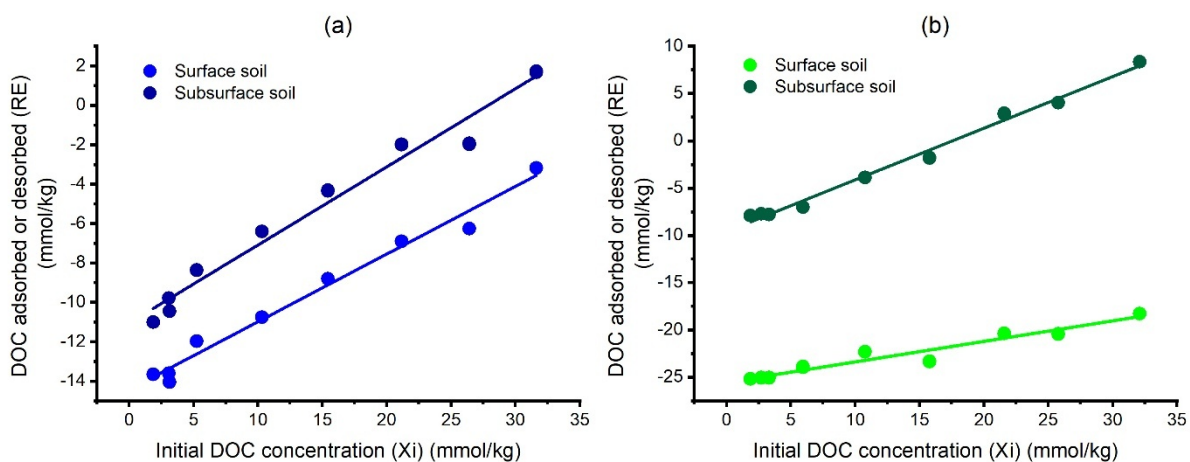 (a)
Surface soil
Subsurface soil
DOC adsorbed or desorbed (RE)
(mmol/kg)
2
0
-2
-4
-6
-8
-10
-12
-14
0 5 10 15 20 25 30 35
Initial DOC concentration (Xi) (mmol/kg)
(b)
Surface soil
Subsurface soil
DOC adsorbed or desorbed (RE)
(mmol/kg)
10
5
0
-5
-10
-15
-20
-25
0 5 10 15 20 25 30 35
Initial DOC concentration (Xi) (mmol/kg)